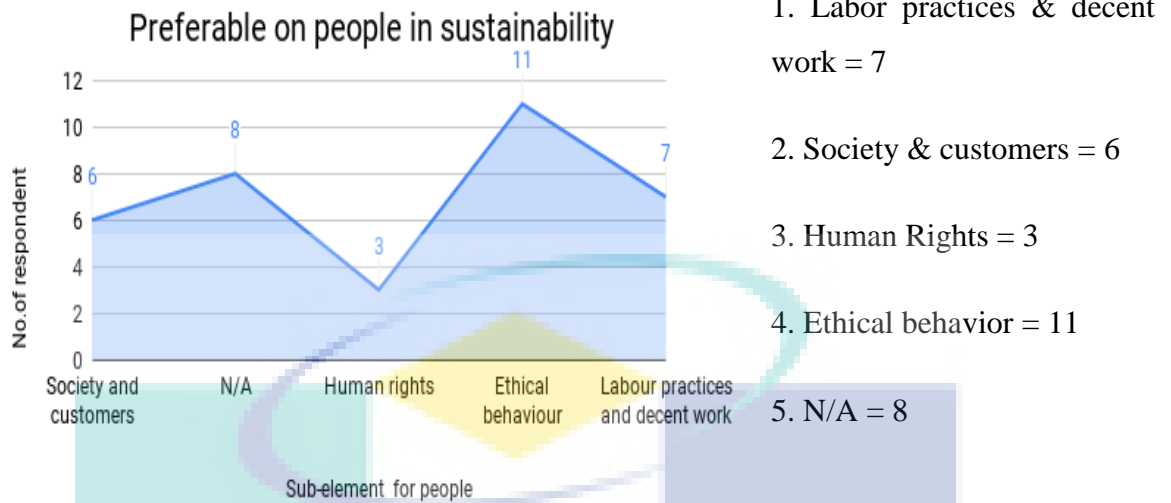 Preferable on people in sustainability
11
12
10
8
8
6
7
6
3
4
2
0
No.of respondent
Society and
customers
N/A
Human rights
Ethical
behaviour
Labour practices
and decent work
Sub-element for people
1. Labor practices & decent
work = 7
2. Society & customers = 6
3. Human Rights = 3
4. Ethical behavior = 11
5. N/A = 8